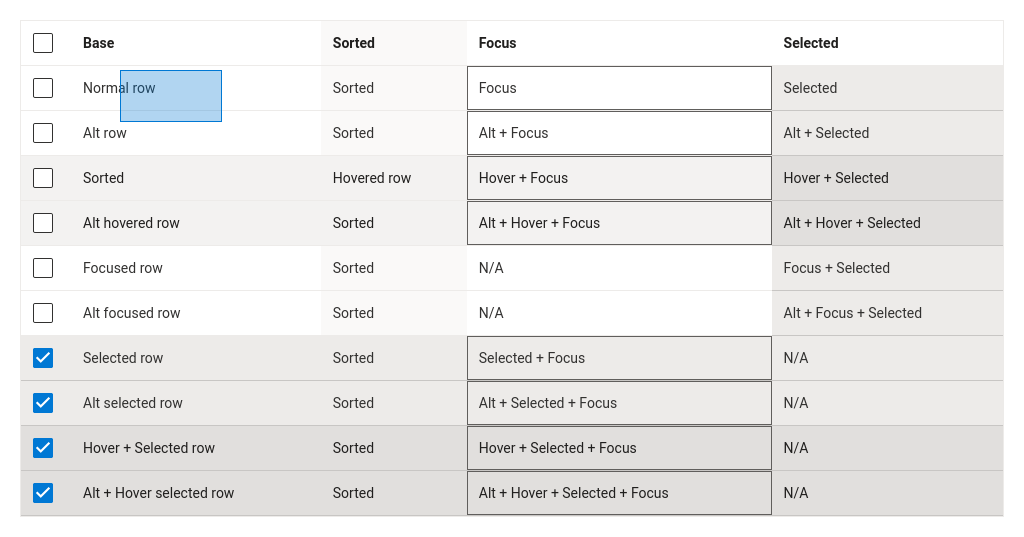 Base Sorted Focus Selected
Normal row Sorted Focus Selected
Alt row Sorted Alt + Focus Alt + Selected
Sorted Hovered row Hover + Focus Hover + Selected
Alt hovered row Sorted Alt + Hover + Focus Alt + Hover + Selected
Focused row Sorted N/A Focus + Selected
Alt focused row Sorted N/A Alt + Focus + Selected
Selected row Sorted Selected + Focus N/A
Alt selected row Sorted Alt + Selected + Focus N/A
Hover + Selected row Sorted Hover + Selected + Focus N/A
Alt + Hover selected row Sorted Alt + Hover + Selected + Focus N/A